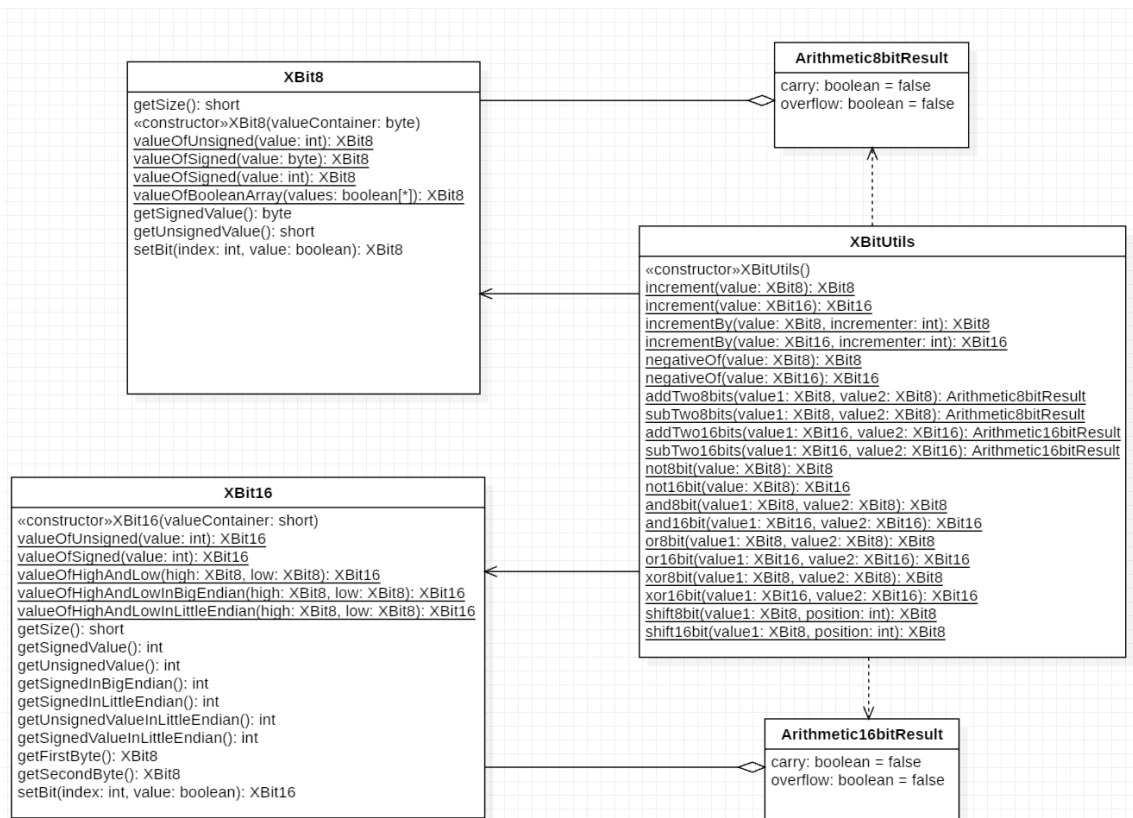 XBit8
getSize(): short
«constructor»XBit8(valueContainer: byte)
valueOfUnsigned(value: int): XBit8
valueOfSigned(value: byte): XBit8
valueOfSigned(value: int): XBit8
valueOfBooleanArray(values: boolean[*]): XBit8
getSignedValue(): byte
getUnsignedValue(): short
setBit(index: int, value: boolean): XBit8
Arithmetic8bitResult
carry: boolean = false
overflow: boolean = false
XBitUtils
«constructor»XBitUtils()
increment(value: XBit8): XBit8
increment(value: XBit16): XBit16
incrementBy(value: XBit8, incrementer: int): XBit8
incrementBy(value: XBit16, incrementer: int): XBit16
negativeOf(value: XBit8): XBit8
negativeOf(value: XBit16): XBit16
addTwo8bits(value1: XBit8, value2: XBit8): Arithmetic8bitResult
subTwo8bits(value1: XBit8, value2: XBit8): Arithmetic8bitResult
addTwo16bits(value1: XBit16, value2: XBit16): Arithmetic16bitResult
subTwo16bits(value1: XBit16, value2: XBit16): Arithmetic16bitResult
not8bit(value: XBit8): XBit8
not16bit(value: XBit8): XBit16
and8bit(value1: XBit8, value2: XBit8): XBit8
and16bit(value1: XBit16, value2: XBit16): XBit16
or8bit(value1: XBit8, value2: XBit8): XBit8
or16bit(value1: XBit16, value2: XBit16): XBit16
xor8bit(value1: XBit8, value2: XBit8): XBit8
xor16bit(value1: XBit16, value2: XBit16): XBit16
shift8bit(value1: XBit8, position: int): XBit8
shift16bit(value1: XBit8, position: int): XBit8
XBit16
«constructor»XBit16(valueContainer: short)
valueOfUnsigned(value: int): XBit16
valueOfSigned(value: int): XBit16
valueOfHighAndLow(high: XBit8, low: XBit8): XBit16
valueOfHighAndLowInBigEndian(high: XBit8, low: XBit8): XBit16
valueOfHighAndLowInLittleEndian(high: XBit8, low: XBit8): XBit16
getSize(): short
getSignedValue(): int
getUnsignedValue(): int
getSignedInBigEndian(): int
getSignedInLittleEndian(): int
getUnsignedValueInLittleEndian(): int
getSignedValueInLittleEndian(): int
getFirstByte(): XBit8
getSecondByte(): XBit8
setBit(index: int, value: boolean): XBit16
Arithmetic16bitResult
carry: boolean = false
overflow: boolean = false